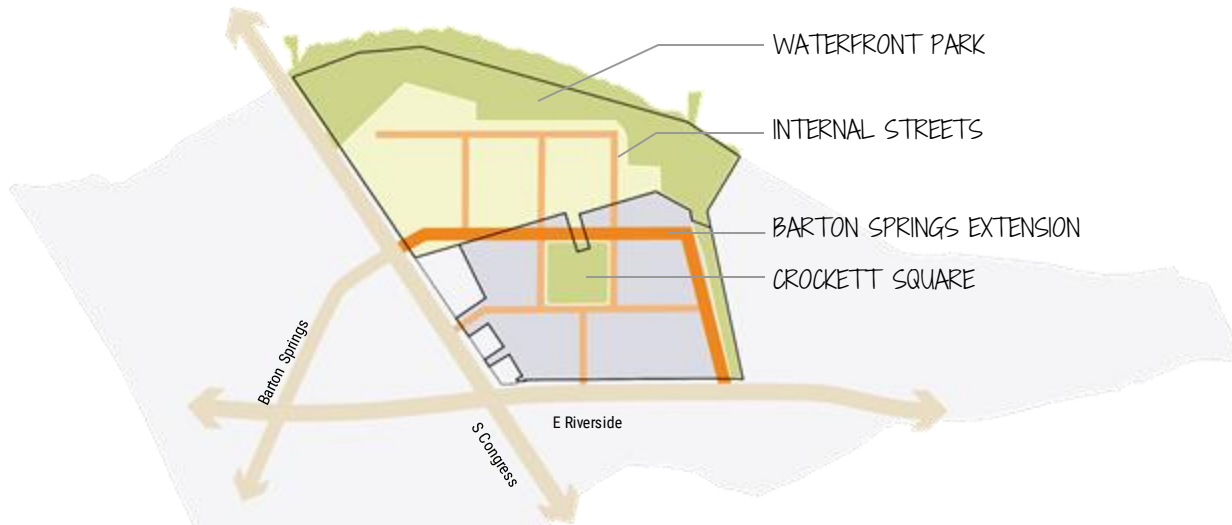 WATERFRONT PARK
INTERNAL STREETS
BARTON SPRINGS EXTENSION
CROCKETT SQUARE
Barton Springs
E Riverside
S Congress